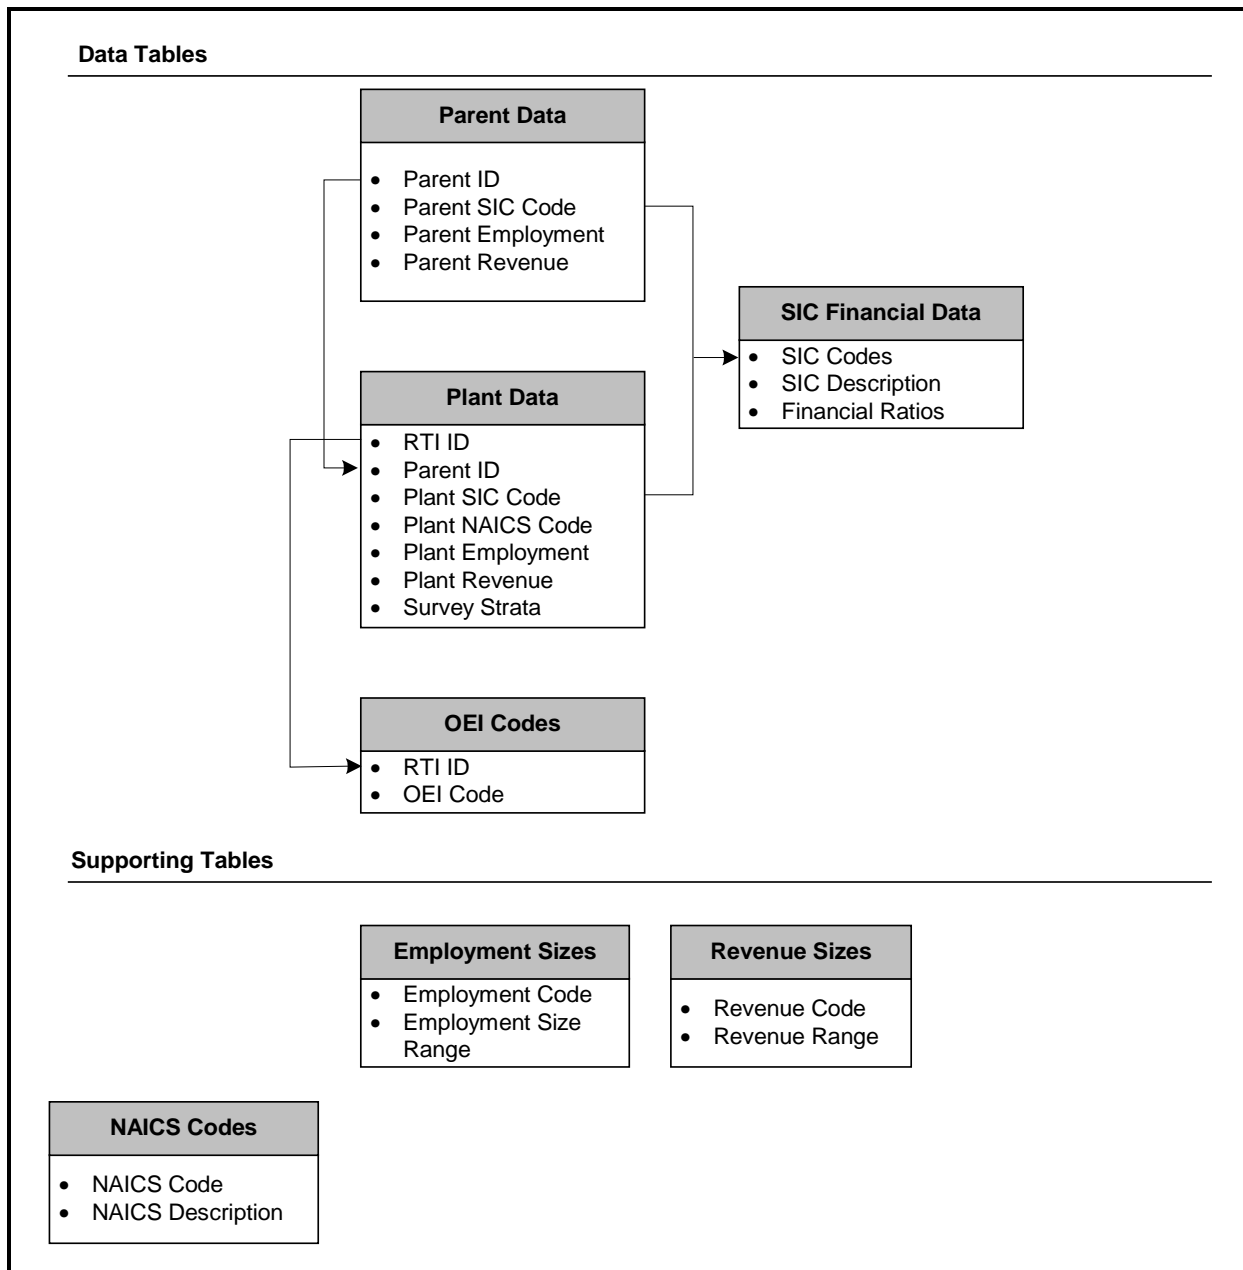 Data Tables
Parent Data
• Parent ID
• Parent SIC Code
• Parent Employment
• Parent Revenue
SIC Financial Data
• SIC Codes
• SIC Description
• Financial Ratios
Plant Data
• RTI ID
• Parent ID
• Plant SIC Code
• Plant NAICS Code
• Plant Employment
• Plant Revenue
• Survey Strata
OEI Codes
• RTI ID
• OEI Code
Supporting Tables
Employment Sizes
• Employment Code
• Employment Size
Range
Revenue Sizes
• Revenue Code
• Revenue Range
NAICS Codes
• NAICS Code
• NAICS Description